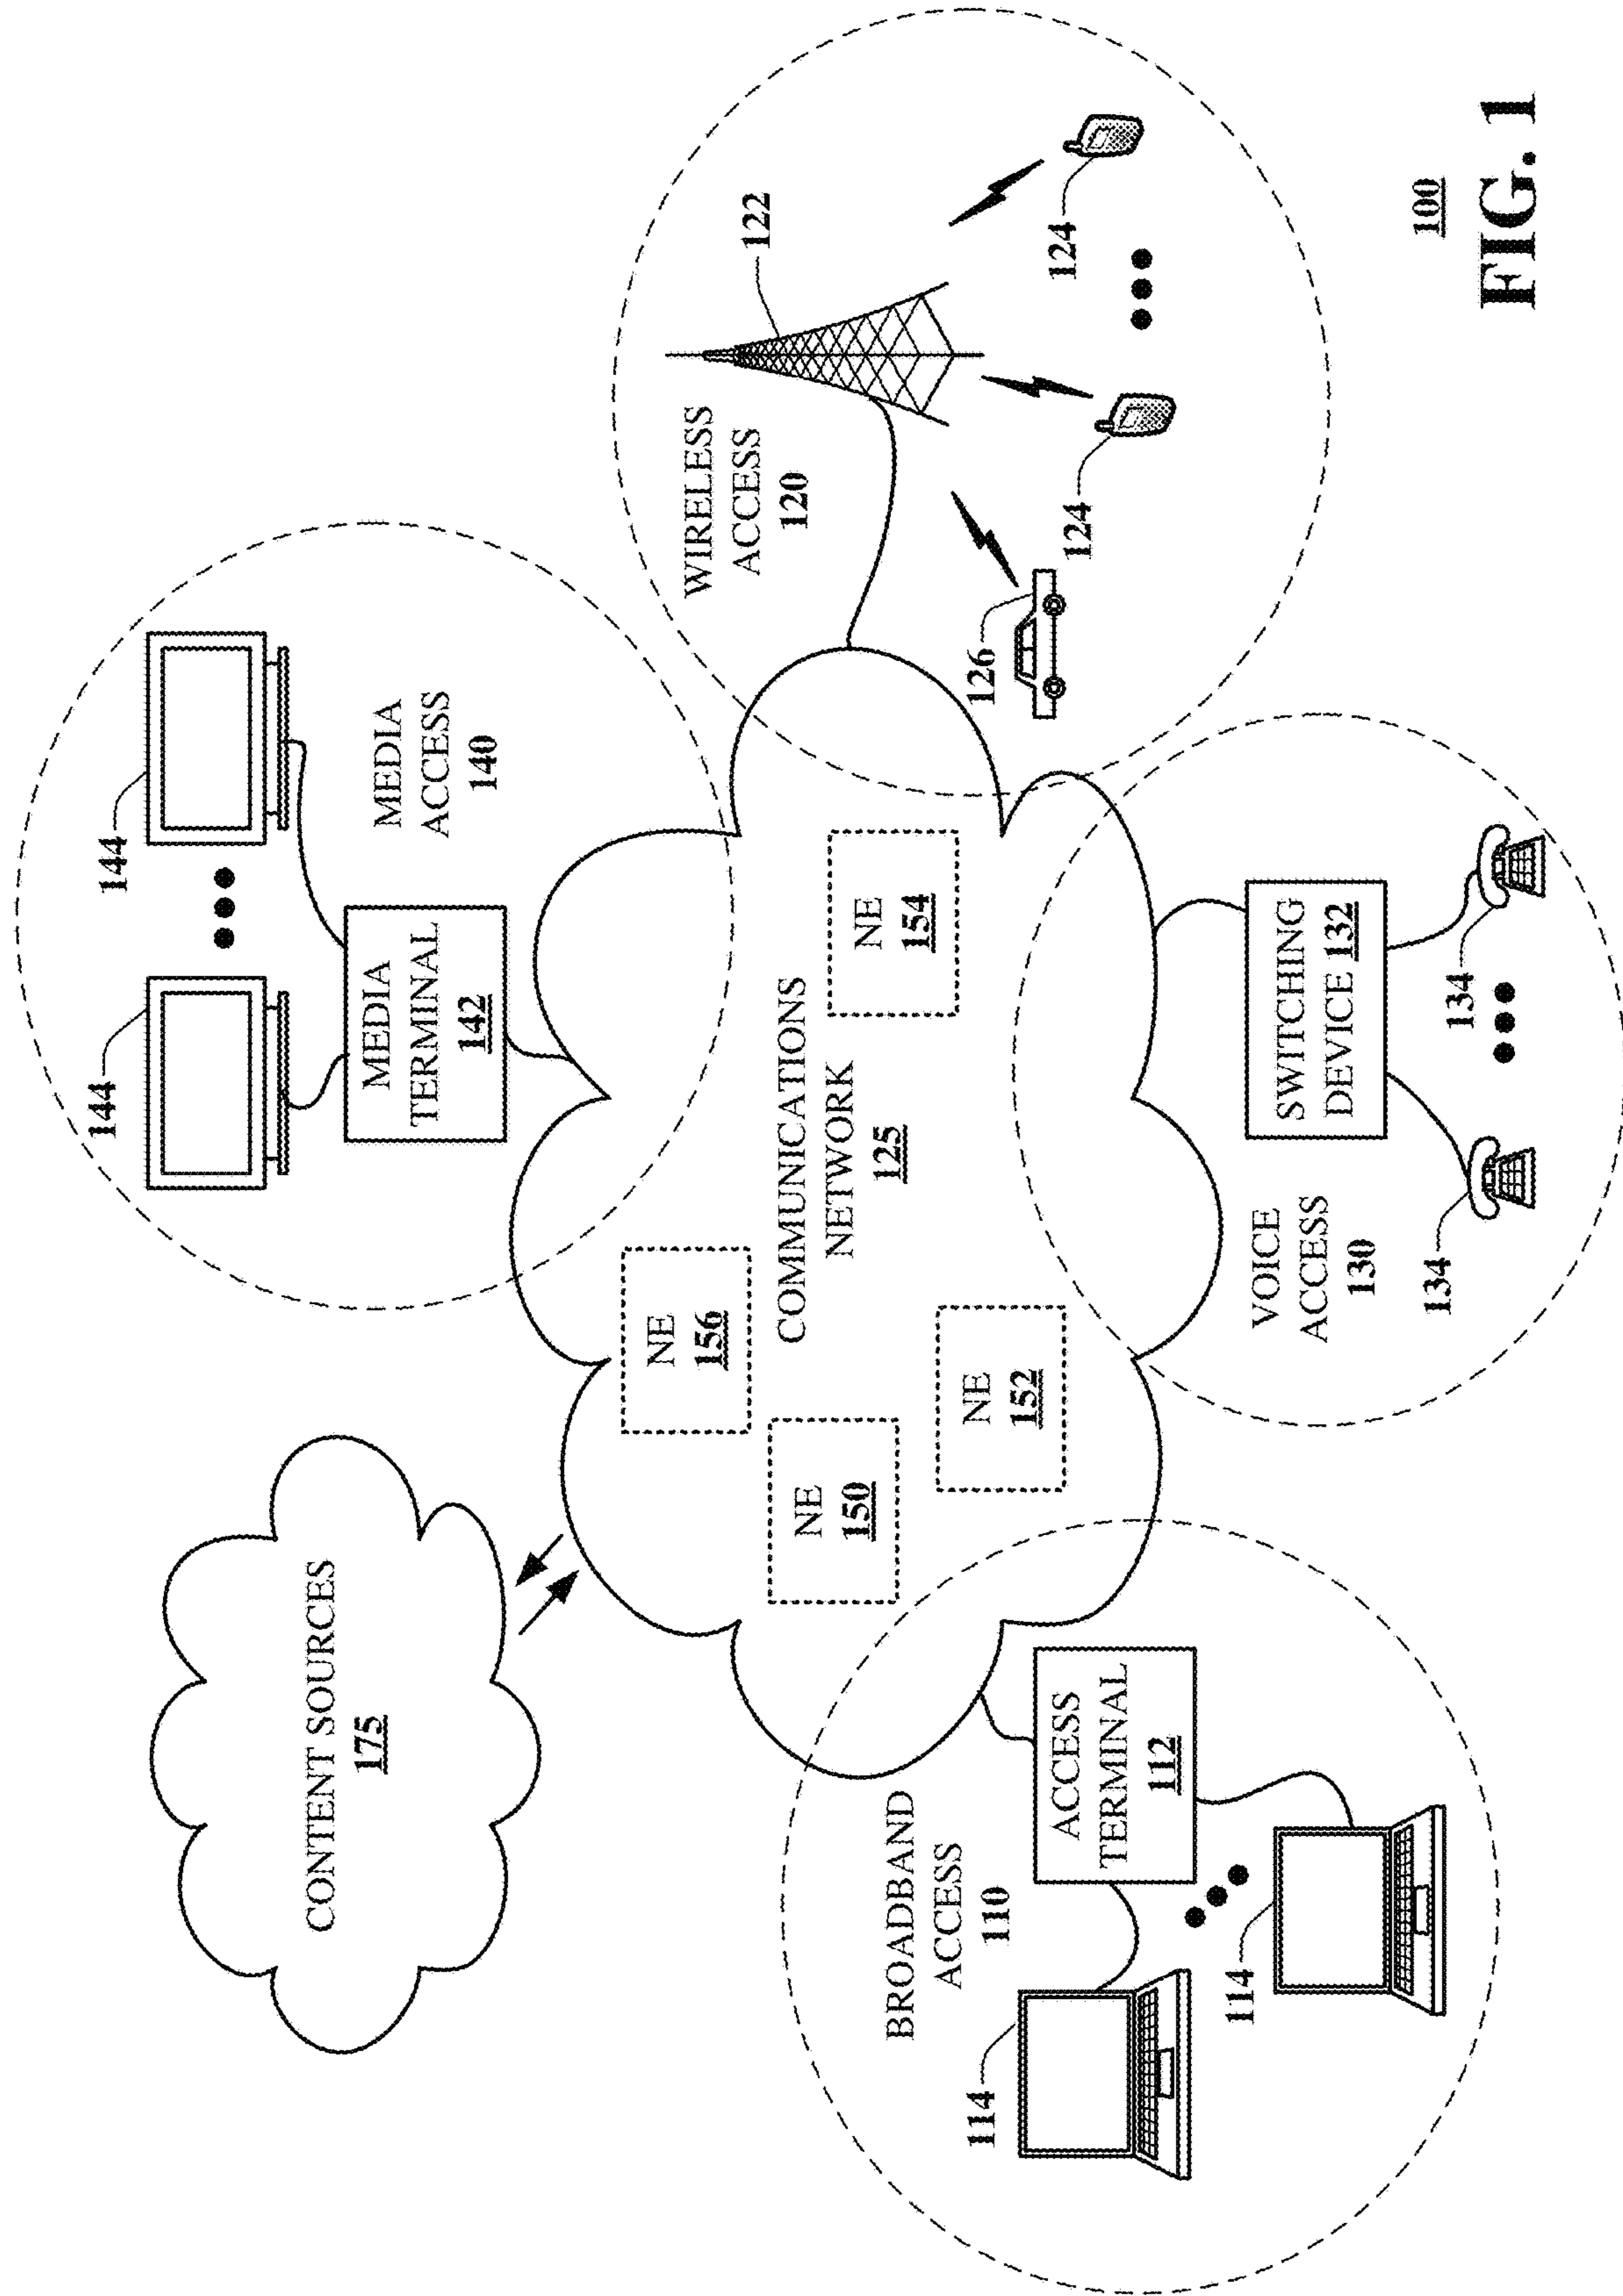 CONTENT SOURCES
175
144
144
MEDIA
TERMINAL
142
MEDIA
ACCESS
140
NE
156
NE
150
NE
152
COMMUNICATIONS
NETWORK
125
NE
154
WIRELESS
ACCESS
120
122
126
124
124
BROADBAND
ACCESS
110
ACCESS
TERMINAL
112
114
114
VOICE
ACCESS
130
SWITCHING
DEVICE 132
134
134
100
FIG. 1